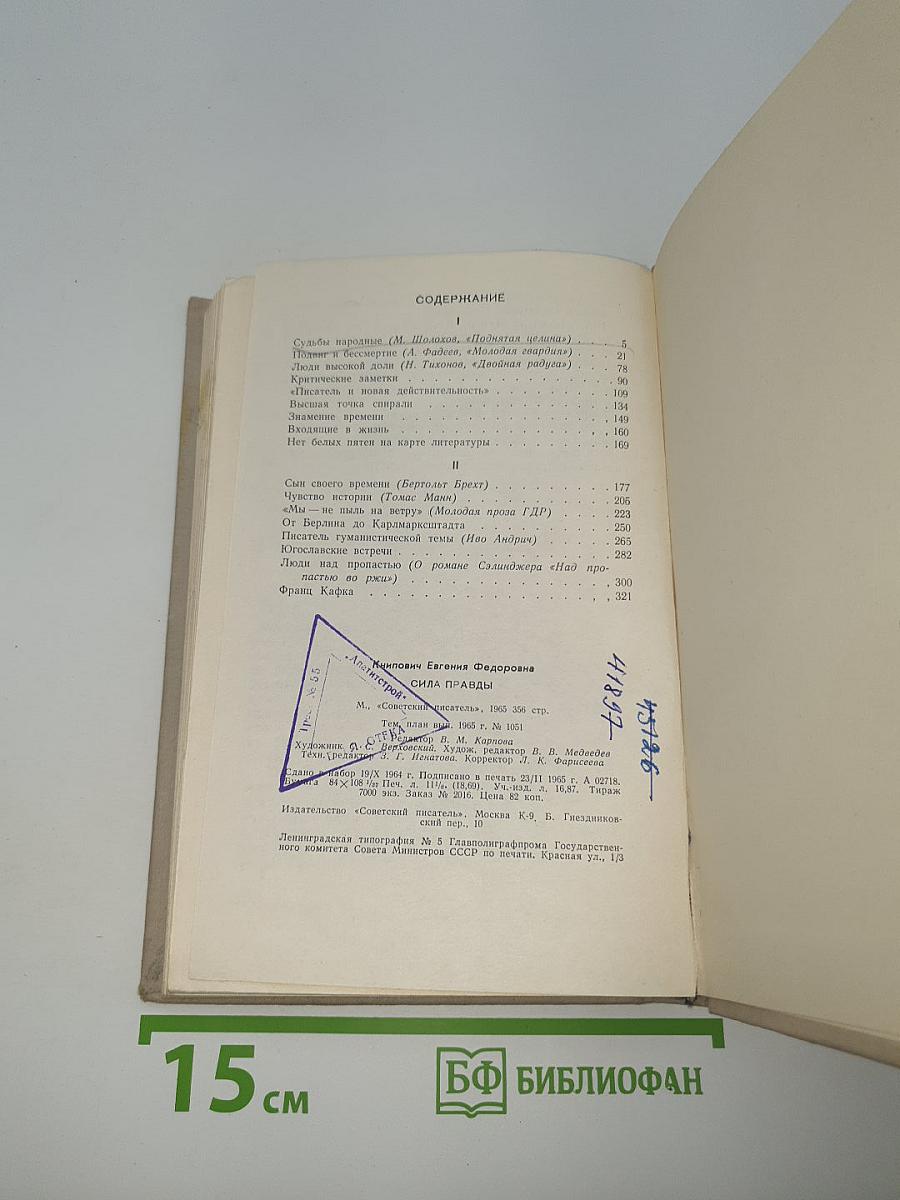 СОДЕРЖАНИЕ
I
Судьбы народные (М. Шолохов, «Поднятая целина») . . . . 5
Подвиг и бессмертие (А. Фадеев, «Молодая гвардия») . . . 21
Люди высокой доли (Н. Тихонов, «Двойная радуга») . . . 78
Критические заметки . . . . . . . . . . . . . . . 90
«Писатель и новая действительность» . . . . . . . . . 109
Высшая точка спирали . . . . . . . . . . . . . . 134
Знамение времени . . . . . . . . . . . . . . . , 149
Входящие в жизнь . . . . . . . . . . . . . . , , 160
Нет белых пятен на карте литературы . . . . . . . . . 169
II
Сын своего времени (Бертольт Брехт) . . . . . . . . . 177
Чувство истории (Томас Манн) . . . . . . . . . . . 205
«Мы — не пыль на ветру» (Молодая проза ГДР) . . . . 223
От Берлина до Карлмарксштадта . . . . . . . . . . 250
Писатель гуманистической темы (Иво Андрич) . . . . . 265
Югославские встречи . . . . . . . . . . . . . . . 282
Люди над пропастью (О романе Сэлинджера «Над про-
пастью во ржи») . . . . . . . . . . . . . . , 300
Франц Кафка . . . . . . . . . . . . . . . . , , 321
Книпович Евгения Федоровна
СИЛА ПРАВДЫ
М., «Советский писатель», 1965 356 стр.
Тем. план вып. 1965 г. № 1051
Редактор В. М. Карпова
Художник Верховский. Худож. редактор В. В. Медведев
Техн. редактор З. Г. Игнатова. Корректор Л. К. Фарисеева
Сдано в набор 19/X 1964 г. Подписано в печать 23/II 1965 г. А 02718.
Бумага 84×108 1/32 Печ. л. 11 1/8. (18,69). Уч.-изд. л. 16,87. Тираж
7000 экз. Заказ № 2016. Цена 82 коп.
Издательство «Советский писатель». Москва К-9, Б. Гнездников-
ский пер., 10
Ленинградская типография № 5 Главполиграфпрома Государствен-
ного комитета Совета Министров СССР по печати. Красная ул., 1/3
"Апатитстрой"
№ 55
41897
45126
15 см
БФ БИБЛИОФАН